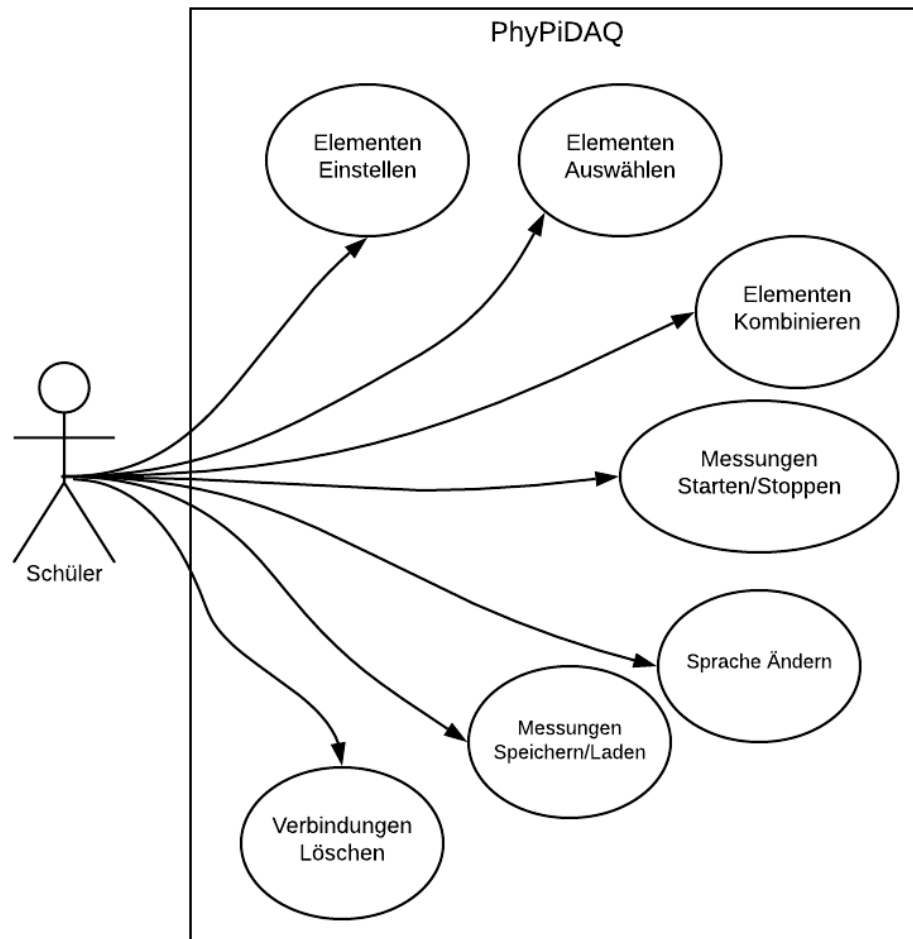 PhyPiDAQ
Elementen
Einstellen
Elementen
Auswählen
Elementen
Kombinieren
Messungen
Starten/Stoppen
Schüler
Sprache Ändern
Messungen
Speichern/Laden
Verbindungen
Löschen